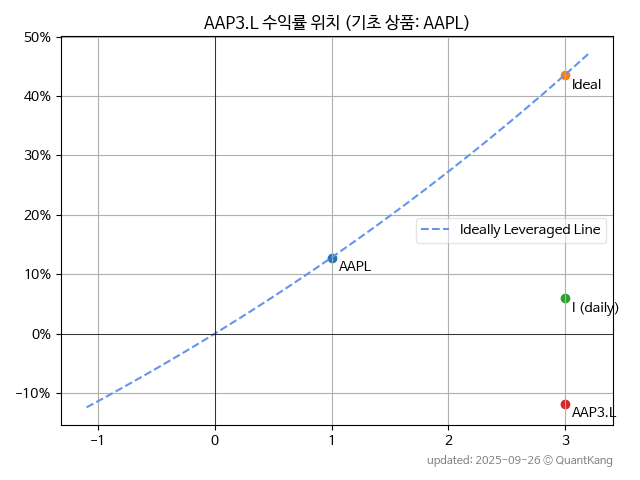 AAP3.L 수익률 위치 (기초 상품: AAPL)
50%
40%
30%
20%
10%
0%
−10%
Ideal
Ideally Leveraged Line
AAPL
I (daily)
AAP3.L
−1
0
1
2
3
updated: 2025-09-26 © QuantKang